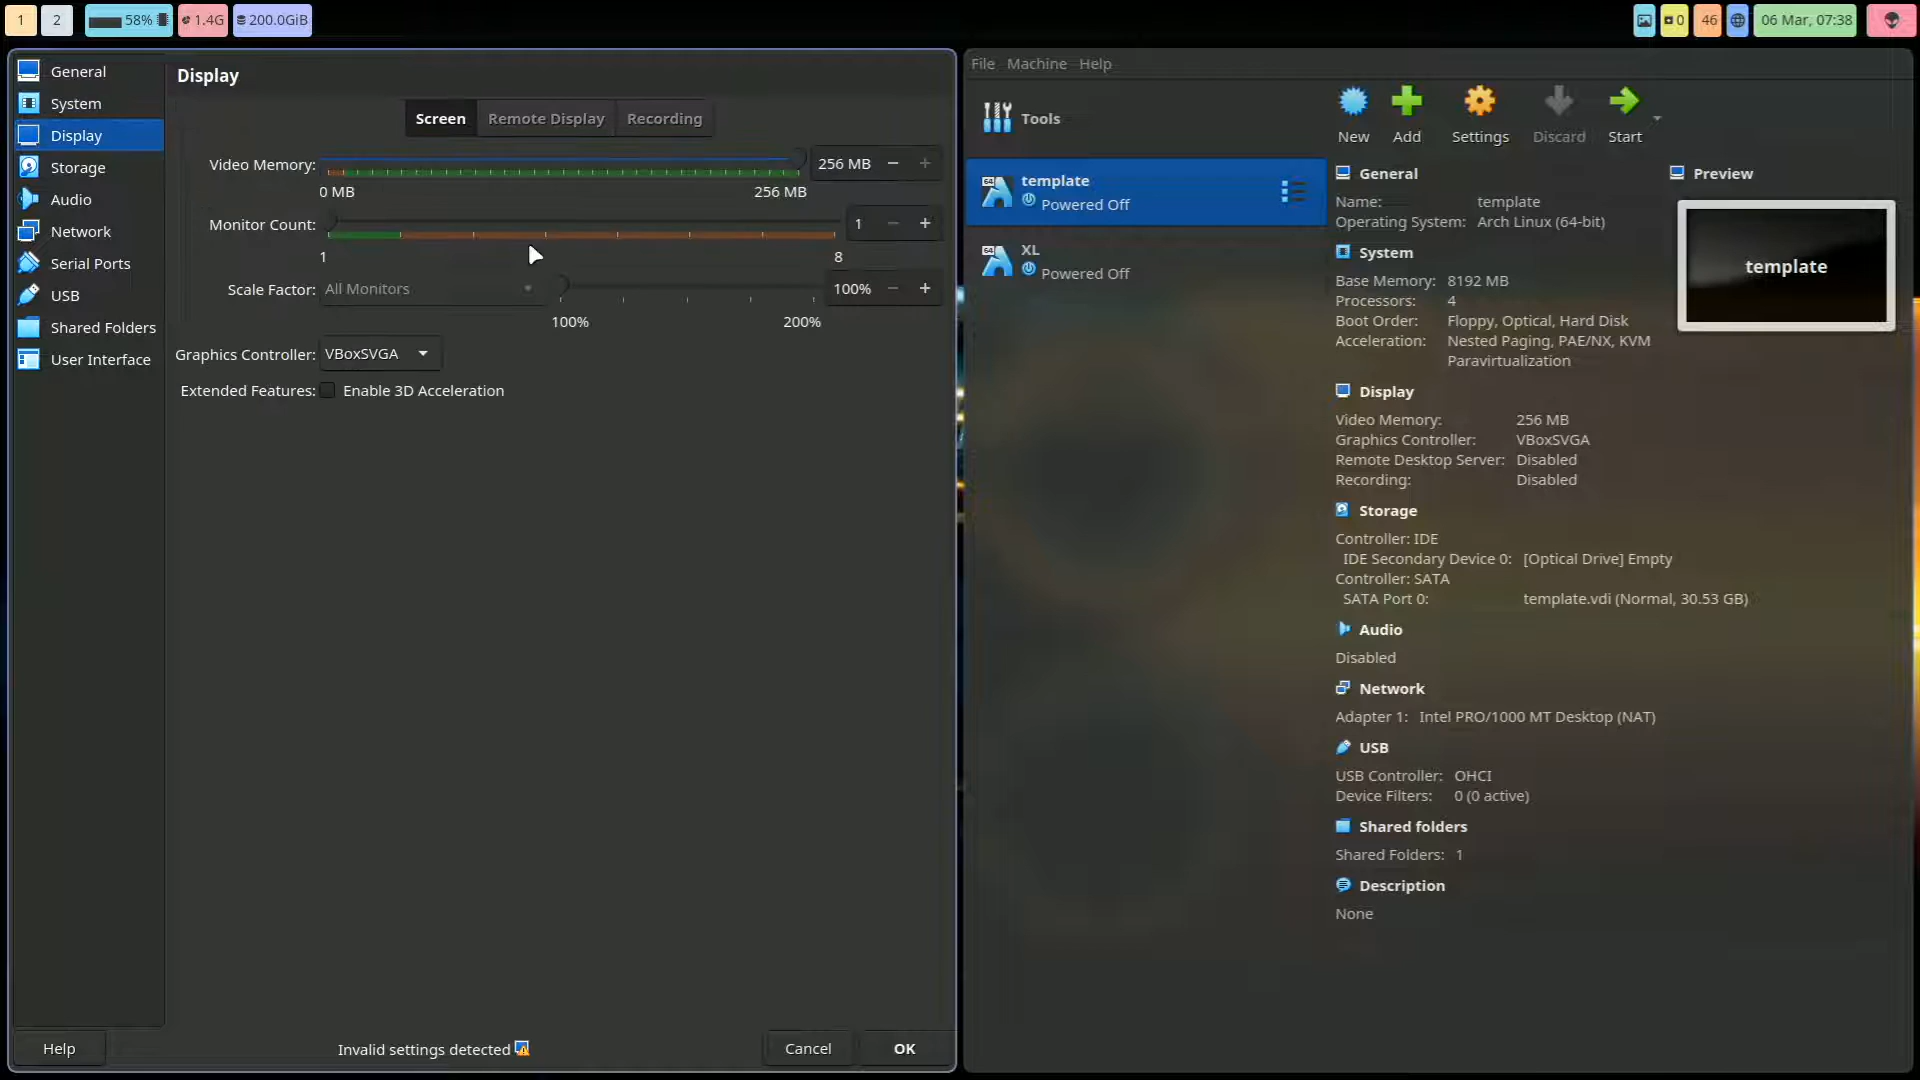 1 2 58% 1.4G 200.0GiB 0 46 06 Mar, 07:38
General
System
Display
Storage
Audio
Network
Serial Ports
USB
Shared Folders
User Interface
Display
Screen Remote Display Recording
Video Memory: 256 MB
0 MB 256 MB
Monitor Count: 1
1 8
Scale Factor: All Monitors 100%
100% 200%
Graphics Controller: VBoxSVGA
Extended Features: Enable 3D Acceleration
Help Invalid settings detected Cancel OK
File Machine Help
Tools
New Add Settings Discard Start
64 template
Powered Off
64 XL
Powered Off
General
Name: template
Operating System: Arch Linux (64-bit)
System
Base Memory: 8192 MB
Processors: 4
Boot Order: Floppy, Optical, Hard Disk
Acceleration: Nested Paging, PAE/NX, KVM
Paravirtualization
Display
Video Memory: 256 MB
Graphics Controller: VBoxSVGA
Remote Desktop Server: Disabled
Recording: Disabled
Storage
Controller: IDE
IDE Secondary Device 0: [Optical Drive] Empty
Controller: SATA
SATA Port 0: template.vdi (Normal, 30.53 GB)
Audio
Disabled
Network
Adapter 1: Intel PRO/1000 MT Desktop (NAT)
USB
USB Controller: OHCI
Device Filters: 0 (0 active)
Shared folders
Shared Folders: 1
Description
None
Preview
template